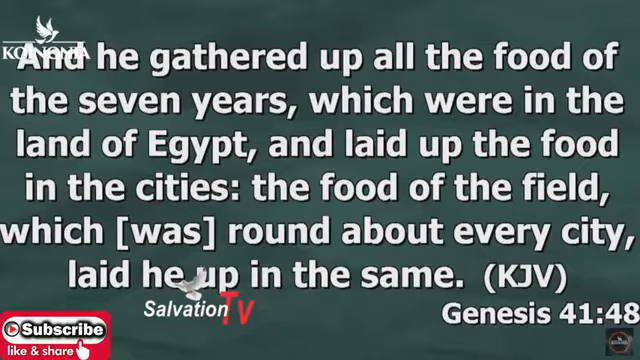 KOINONIA
And he gathered up all the food of
the seven years, which were in the
land of Egypt, and laid up the food
in the cities: the food of the field,
which [was] round about every city,
laid he up in the same. (KJV)
Salvation TV
Genesis 41:48
Subscribe
like & share